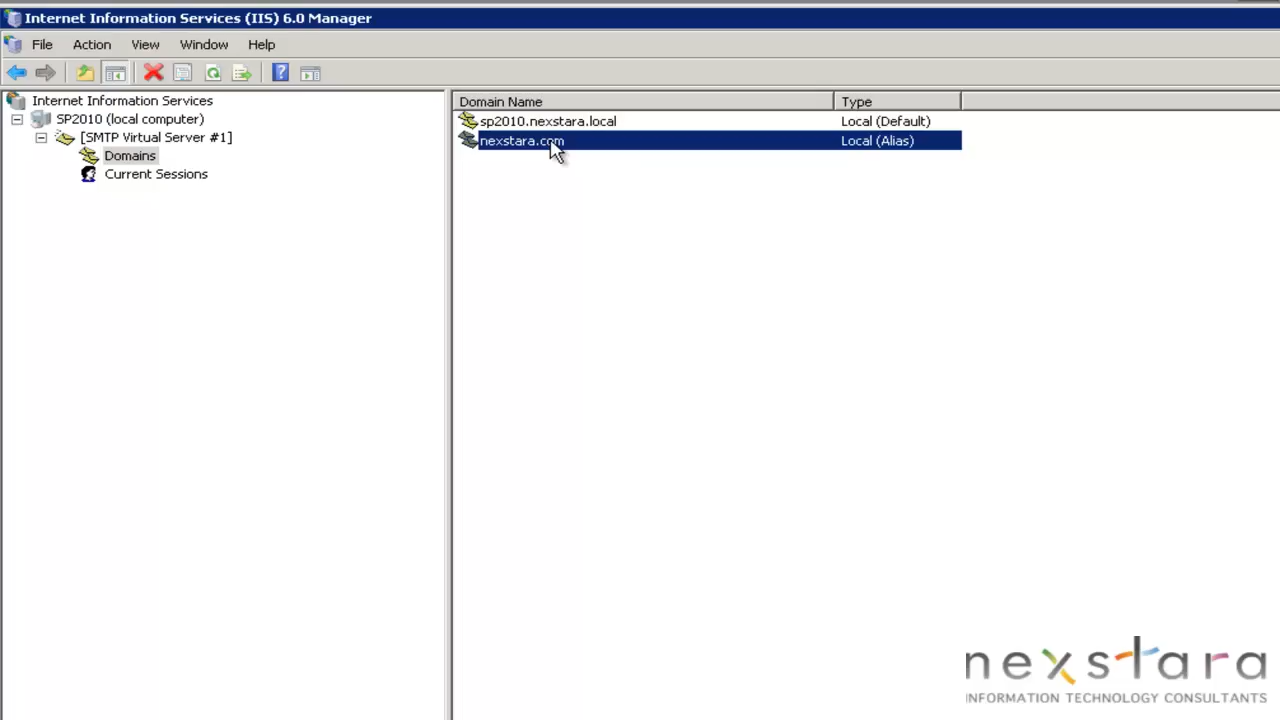 Internet Information Services (IIS) 6.0 Manager
File Action View Window Help
Internet Information Services
SP2010 (local computer)
[SMTP Virtual Server #1]
Domains
Current Sessions
Domain Name Type
sp2010.nexstara.local Local (Default)
nexstara.com Local (Alias)
nexstara
INFORMATION TECHNOLOGY CONSULTANTS